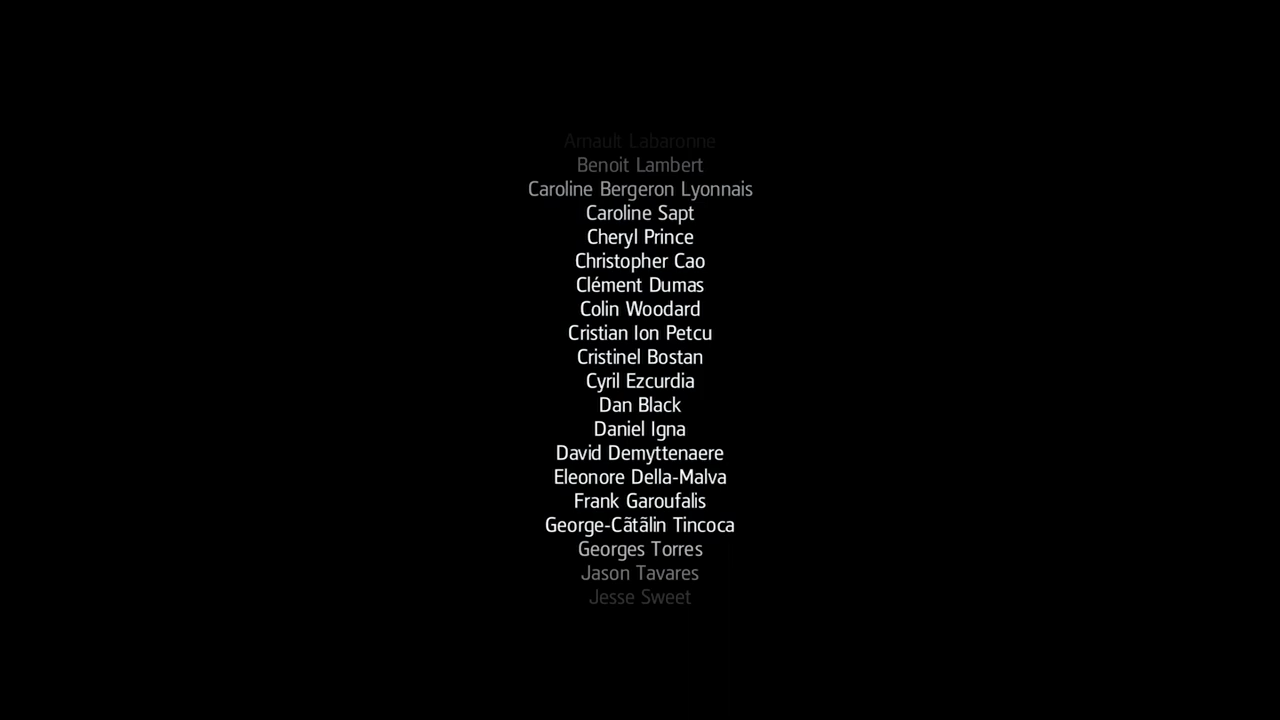 Arnault Labaronne
Benoit Lambert
Caroline Bergeron Lyonnais
Caroline Sapt
Cheryl Prince
Christopher Cao
Clément Dumas
Colin Woodard
Cristian Ion Petcu
Cristinel Bostan
Cyril Ezcurdia
Dan Black
Daniel Igna
David Demyttenaere
Eleonore Della-Malva
Frank Garoufalis
George-Cãtãlin Tincoca
Georges Torres
Jason Tavares
Jesse Sweet